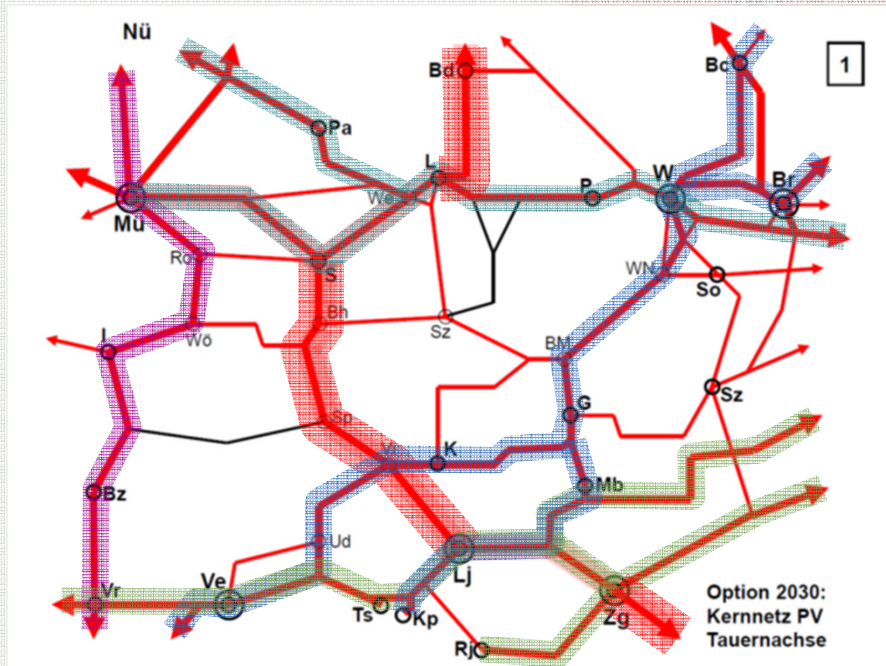 Nü
Bd
Bc
1
Pa
L
We
P
W
Br
Mü
Ro
S
WN
So
Bh
Sz
Wö
I
BM
Sz
G
Sp
Vi
K
Bz
Mb
Ud
Lj
Vr
Ve
Ts
Kp
Zg
Rj
Option 2030:
Kernnetz PV
Tauernachse